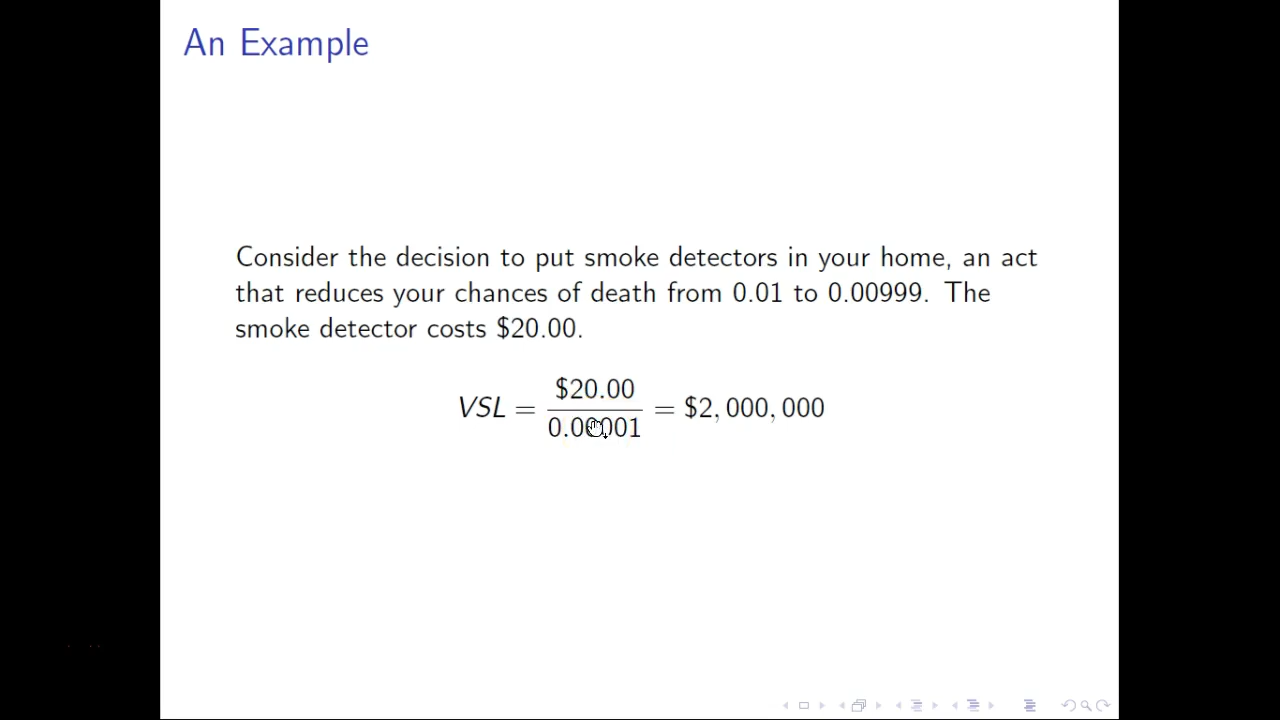 An Example
Consider the decision to put smoke detectors in your home, an act
that reduces your chances of death from 0.01 to 0.00999. The
smoke detector costs $20.00.
VSL = $20.00 / 0.00001 = $2,000,000